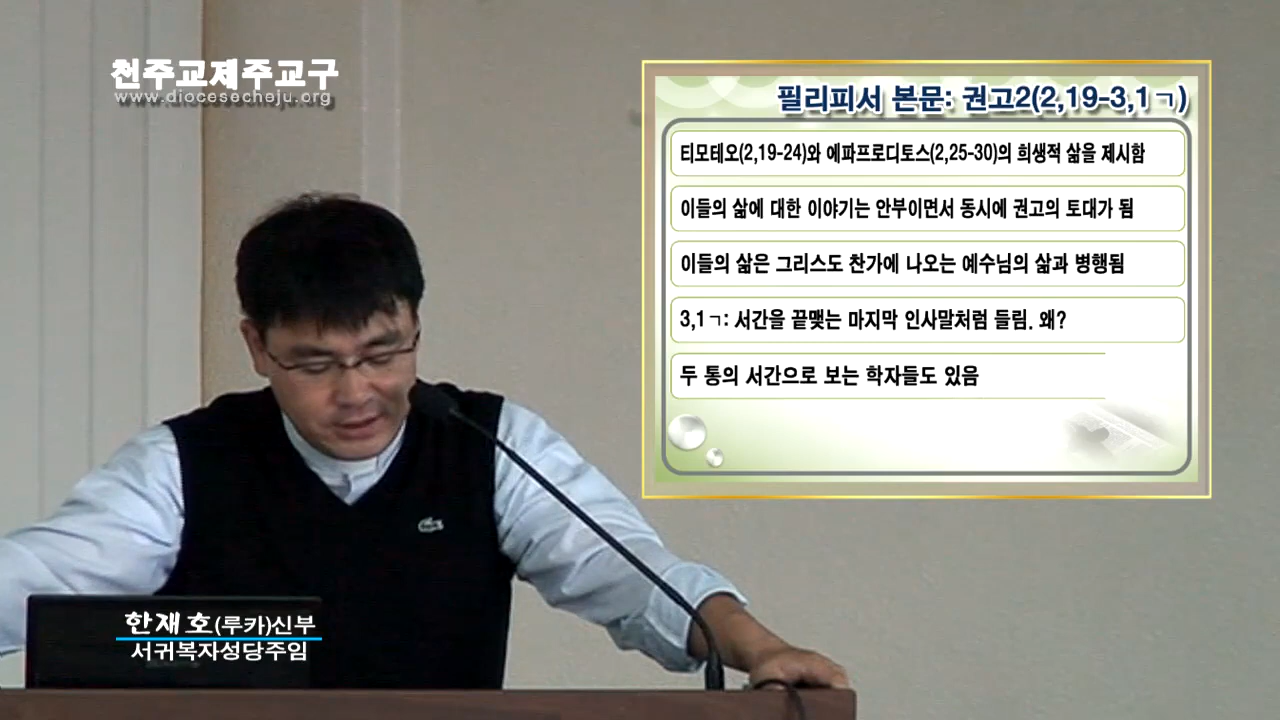 천주교제주교구
www.diocesecheju.org
필리피서 본문: 권고2(2,19-3,1ㄱ)
티모테오(2,19-24)와 에파프로디토스(2,25-30)의 희생적 삶을 제시함
이들의 삶에 대한 이야기는 안부이면서 동시에 권고의 토대가 됨
이들의 삶은 그리스도 찬가에 나오는 예수님의 삶과 병행됨
3,1ㄱ: 서간을 끝맺는 마지막 인사말처럼 들림. 왜?
두 통의 서간으로 보는 학자들도 있음
한재호(루카)신부
서귀복자성당주임